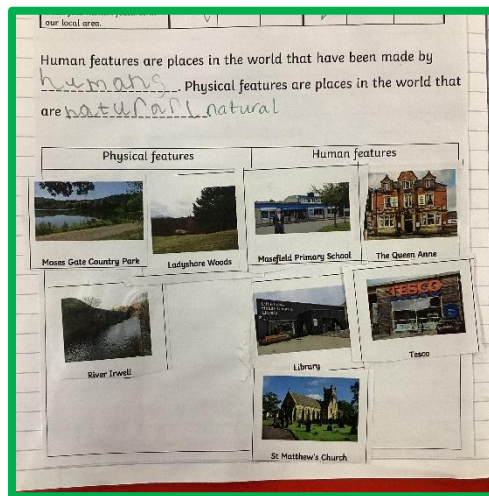 our local area.
Human features are places in the world that have been made by
humans. Physical features are places in the world that
are naturarl natural
Physical features Human features
Moses Gate Country Park Ladyshore Woods Masefield Primary School The Queen Anne
TESCO
River Irwell Library Tesco
St Matthew's Church